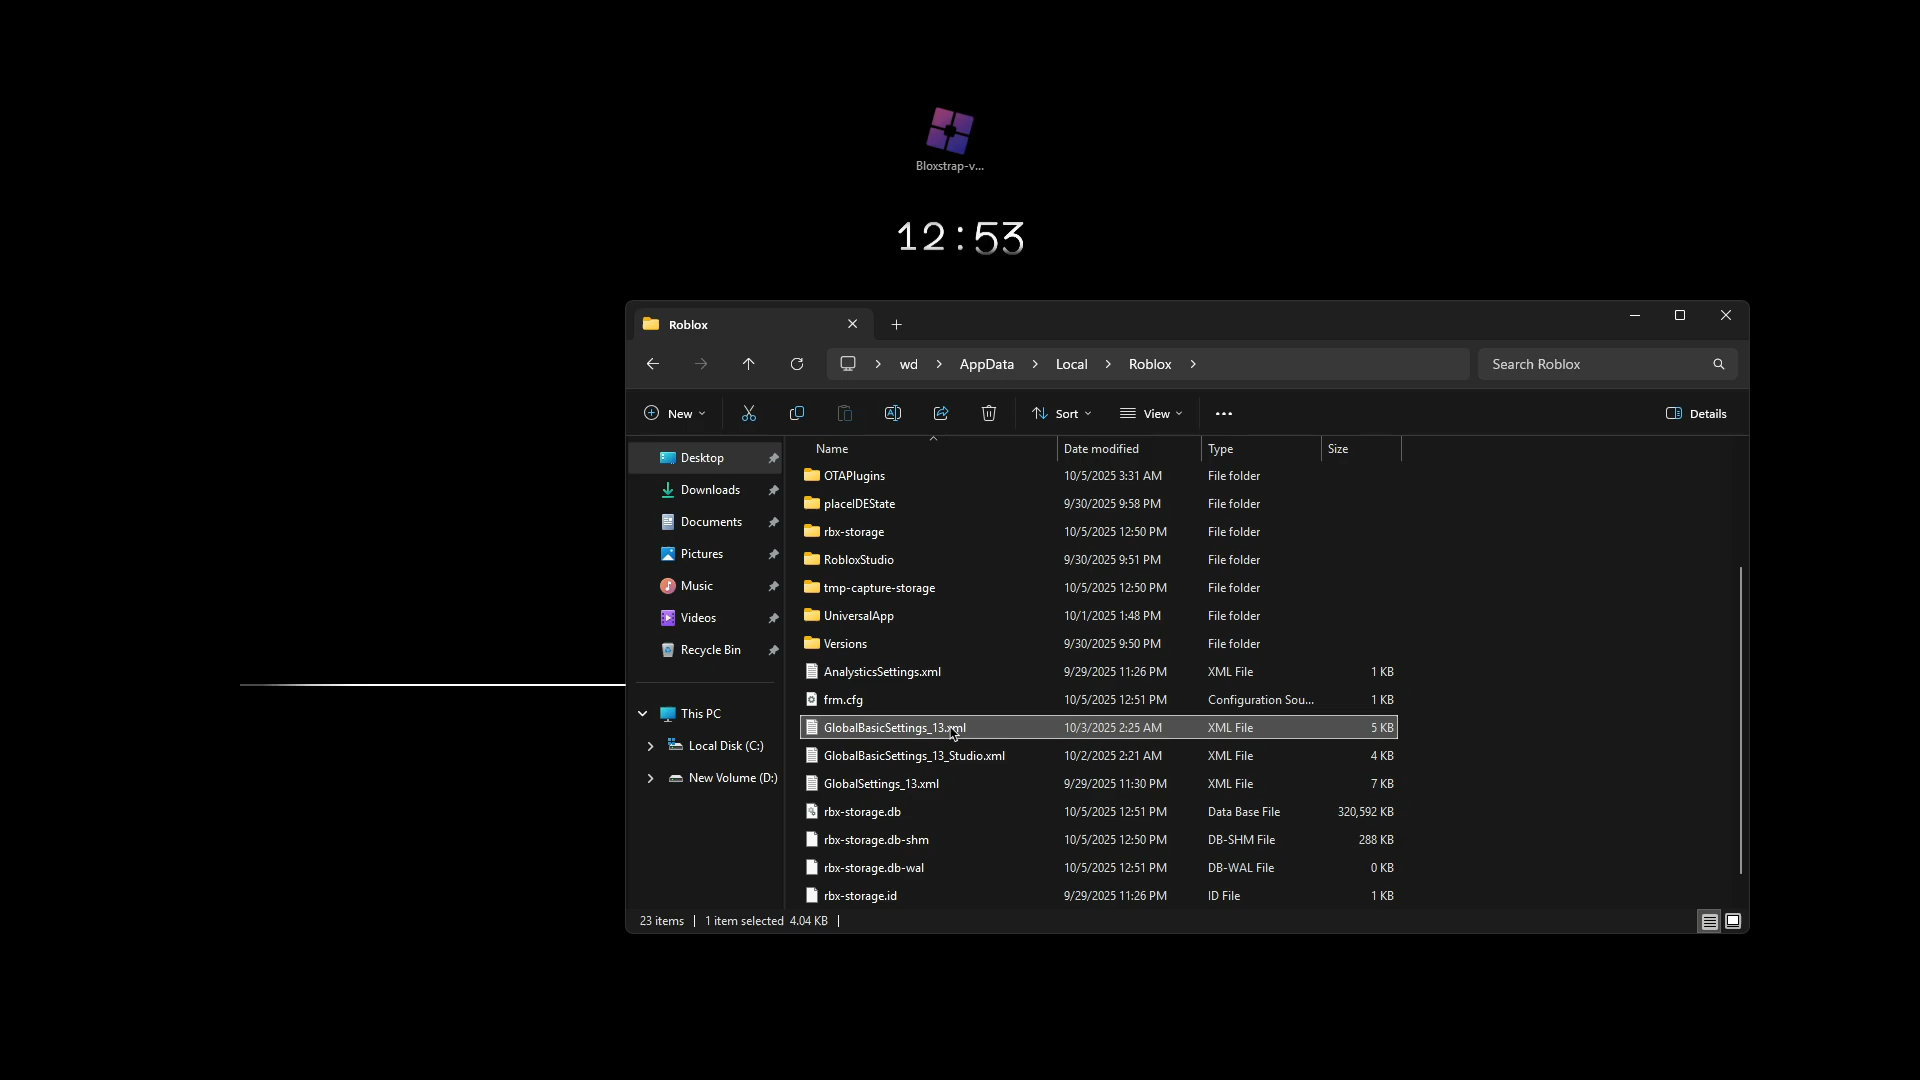 Bloxstrap-v...
12:53
Roblox
wd AppData Local Roblox
Search Roblox
New Sort View Details
Name Date modified Type Size
Desktop
Downloads
Documents
Pictures
Music
Videos
Recycle Bin
This PC
Local Disk (C:)
New Volume (D:)
OTAPlugins 10/5/2025 3:31 AM File folder
placeIDEState 9/30/2025 9:58 PM File folder
rbx-storage 10/5/2025 12:50 PM File folder
RobloxStudio 9/30/2025 9:51 PM File folder
tmp-capture-storage 10/5/2025 12:50 PM File folder
UniversalApp 10/1/2025 1:48 PM File folder
Versions 9/30/2025 9:50 PM File folder
AnalysticsSettings.xml 9/29/2025 11:26 PM XML File 1 KB
frm.cfg 10/5/2025 12:51 PM Configuration Sou... 1 KB
GlobalBasicSettings_13.xml 10/3/2025 2:25 AM XML File 5 KB
GlobalBasicSettings_13_Studio.xml 10/2/2025 2:21 AM XML File 4 KB
GlobalSettings_13.xml 9/29/2025 11:30 PM XML File 7 KB
rbx-storage.db 10/5/2025 12:51 PM Data Base File 320,592 KB
rbx-storage.db-shm 10/5/2025 12:50 PM DB-SHM File 288 KB
rbx-storage.db-wal 10/5/2025 12:51 PM DB-WAL File 0 KB
rbx-storage.id 9/29/2025 11:26 PM ID File 1 KB
23 items 1 item selected 4.04 KB